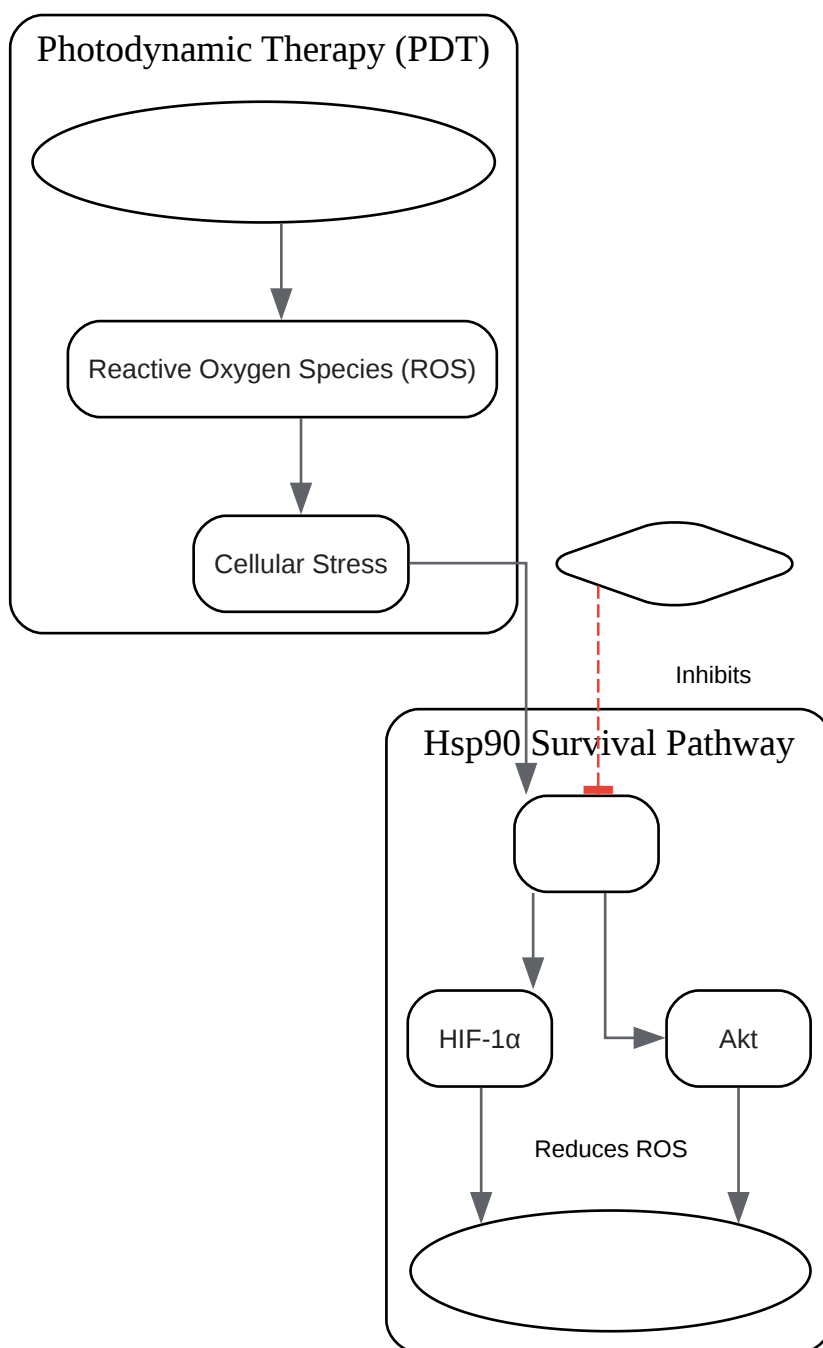 Photodynamic Therapy (PDT)
Reactive Oxygen Species (ROS)
Cellular Stress
Inhibits
Hsp90 Survival Pathway
HIF-1α
Akt
Reduces ROS